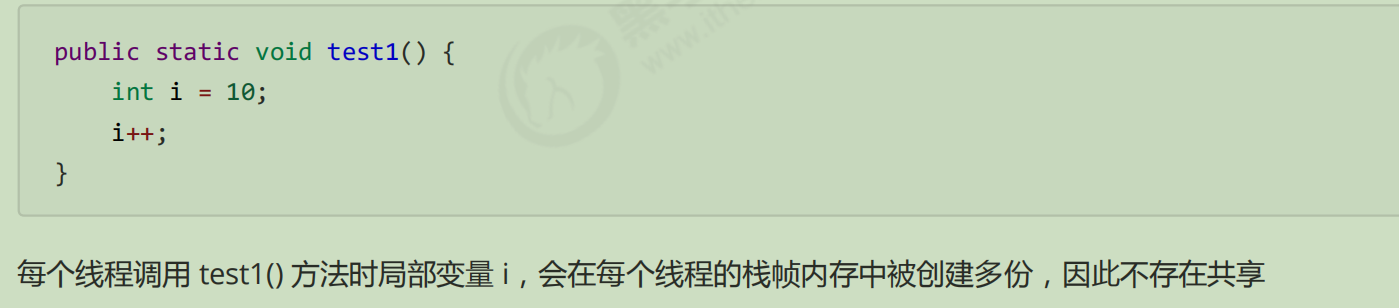 public static void test1() {
    int i = 10;
    i++;
}
每个线程调用 test1() 方法时局部变量 i，会在每个线程的栈帧内存中被创建多份，因此不存在共享